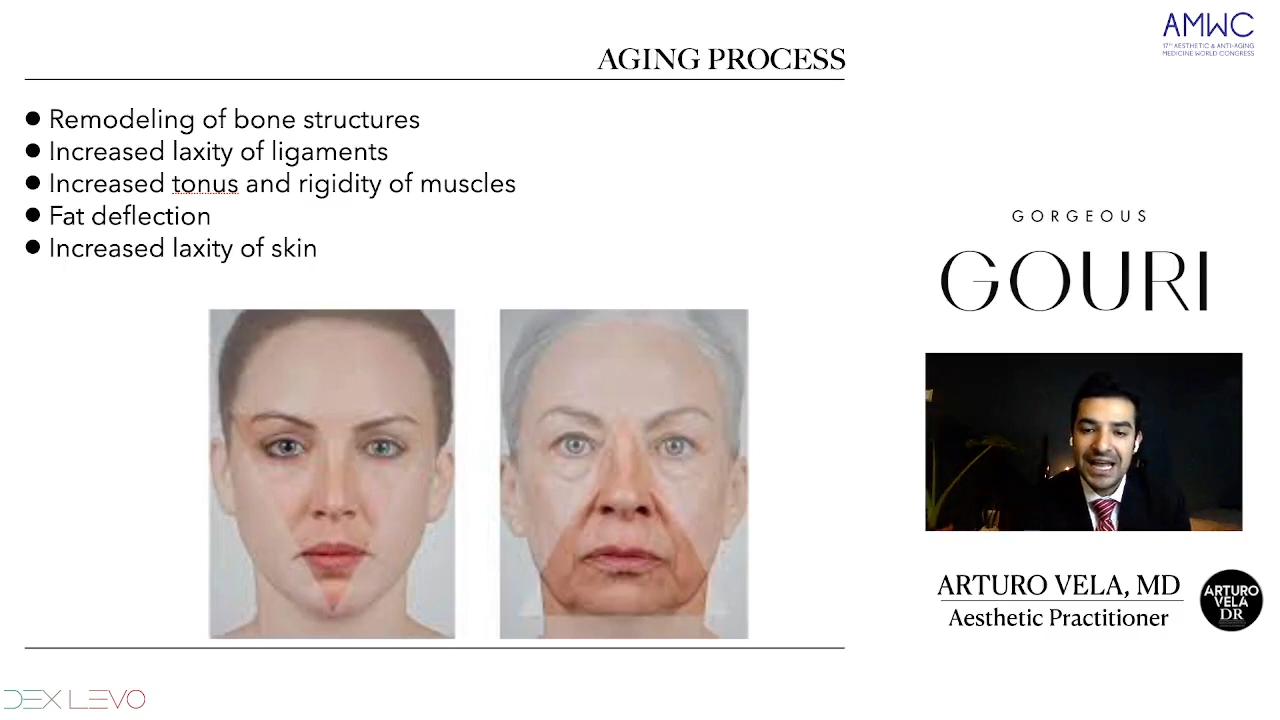 AMWC
17TH AESTHETIC & ANTI-AGING
MEDICINE WORLD CONGRESS
AGING PROCESS
Remodeling of bone structures
Increased laxity of ligaments
Increased tonus and rigidity of muscles
Fat deflection
Increased laxity of skin
GORGEOUS
GOURI
ARTURO VELA, MD
Aesthetic Practitioner
ARTURO
VELA
DR
DEXLEVO